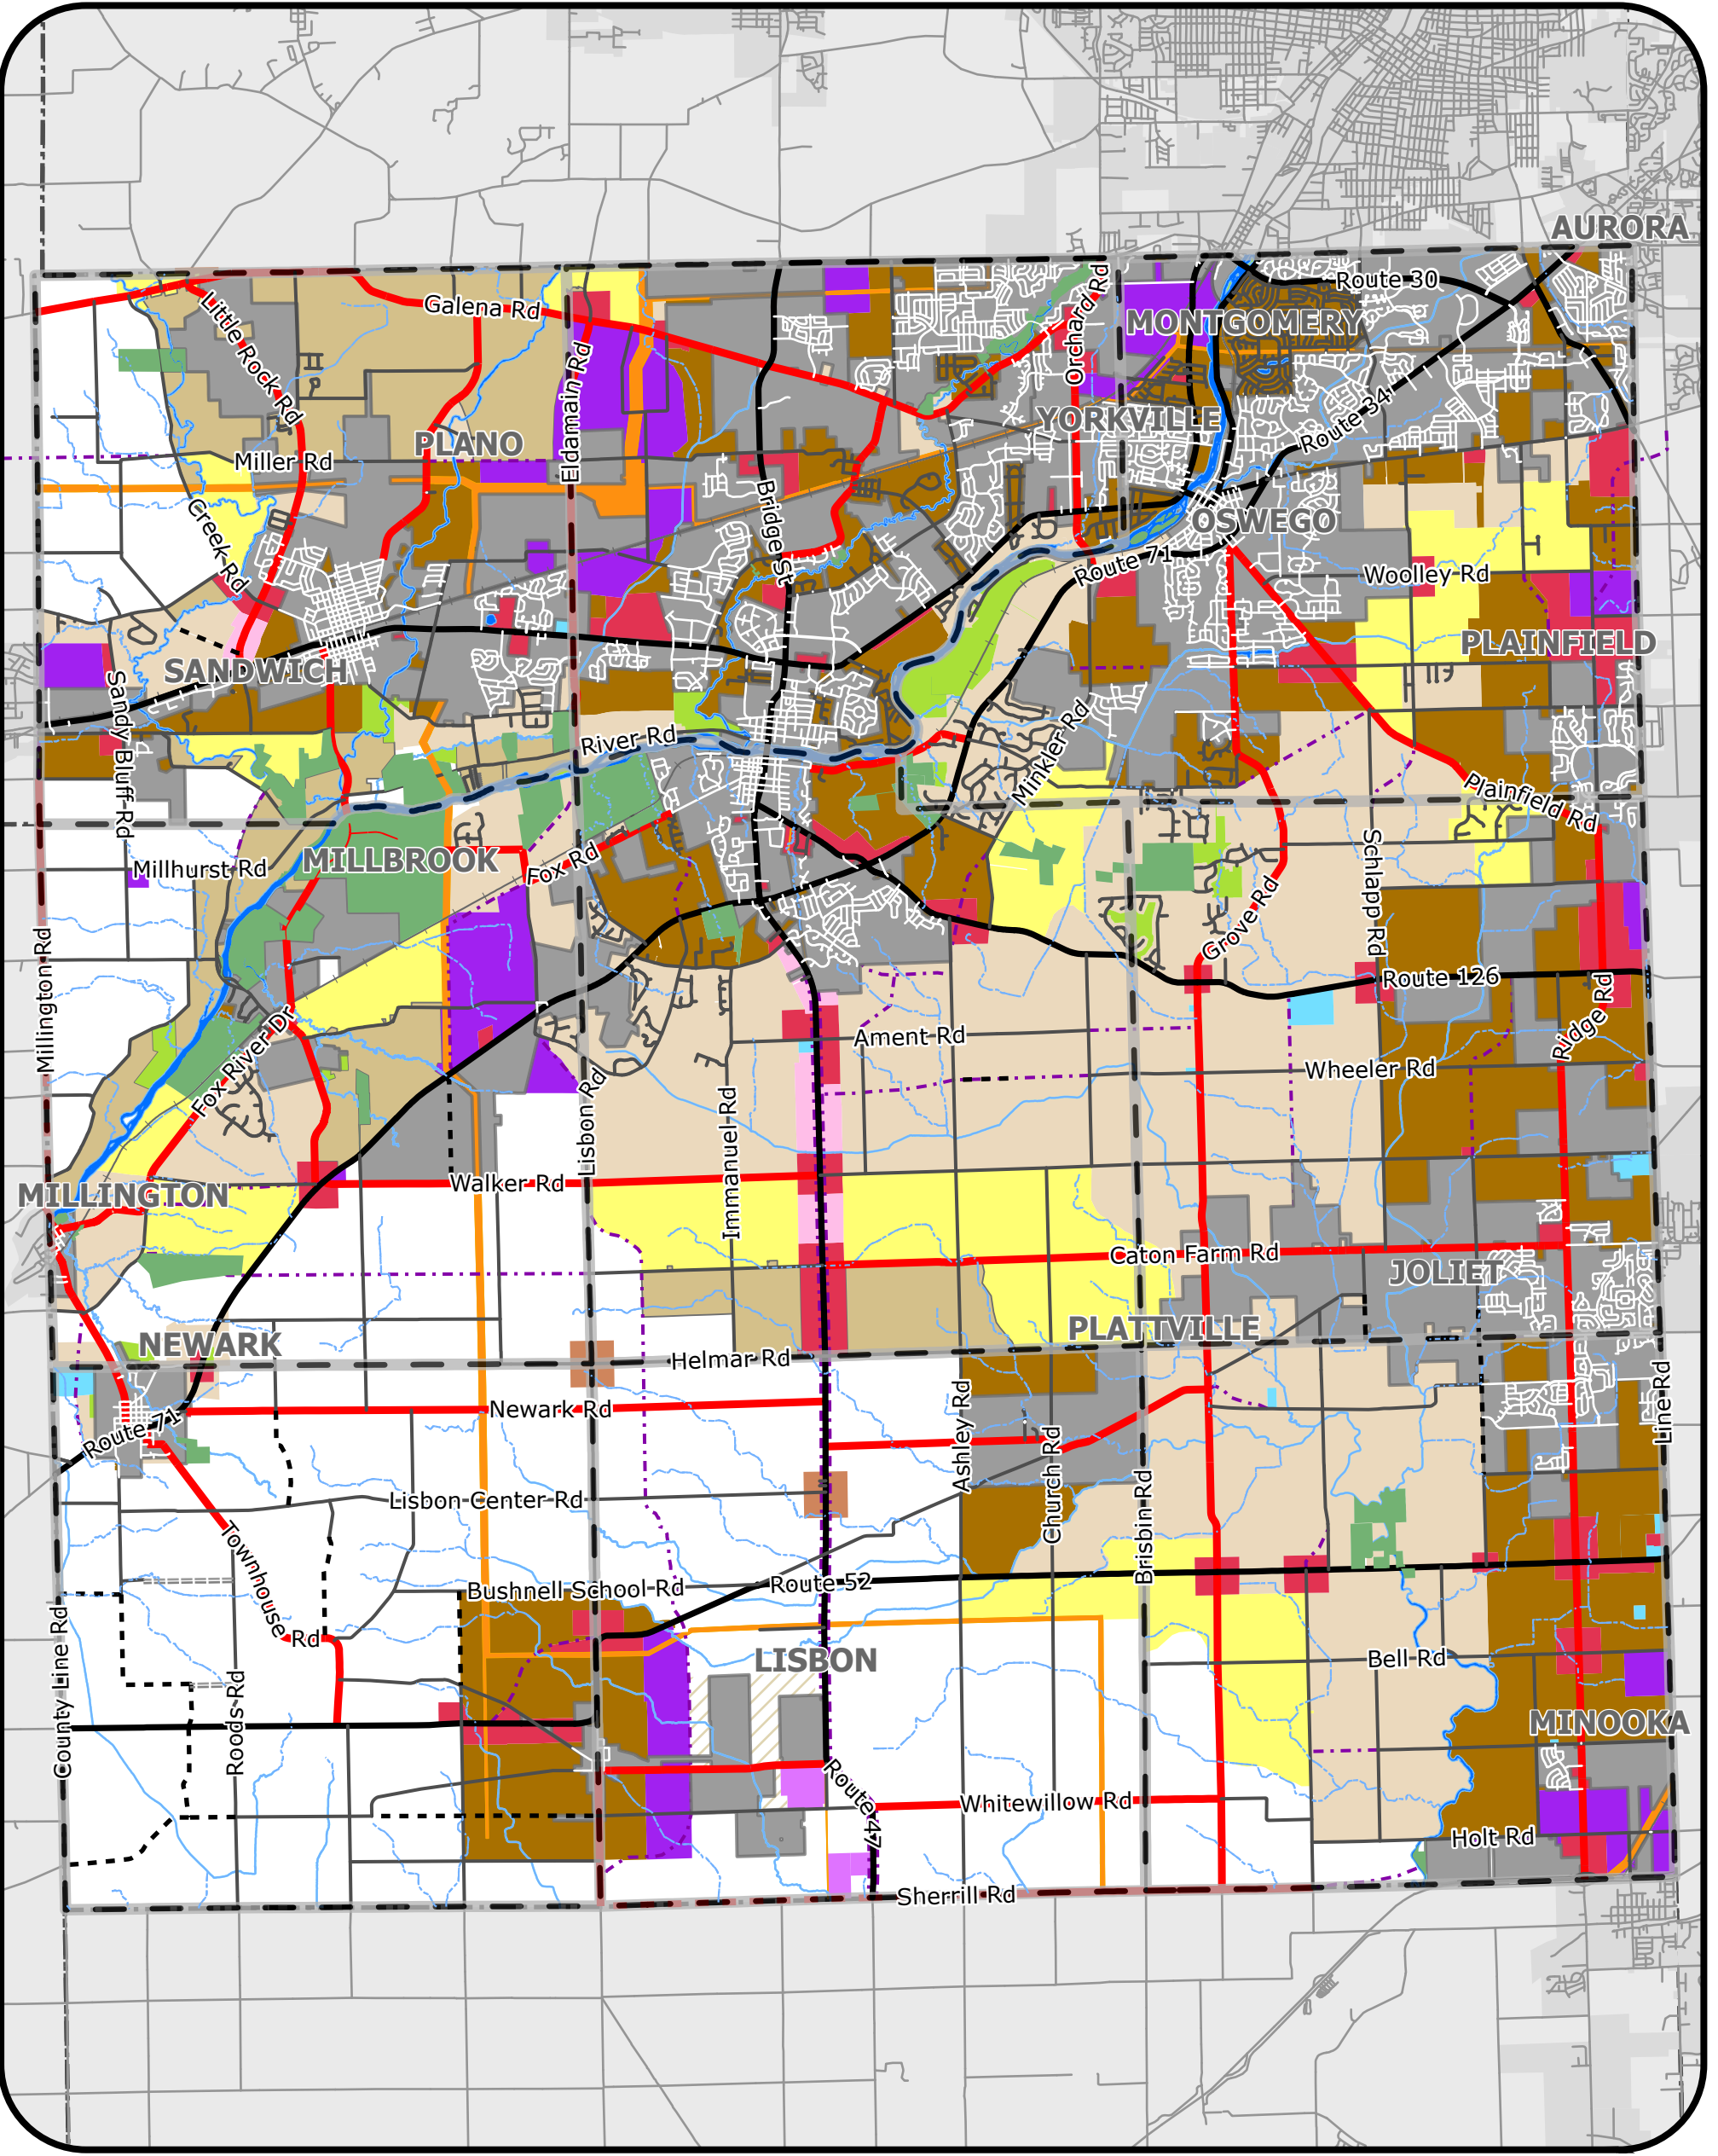 AURORA
Route 30
Galena Rd
Little Rock Rd
Orchard Rd
MONTGOMERY
Eldamain Rd
Route 34
YORKVILLE
PLANO
Miller Rd
Creek Rd
Bridge St
OSWEGO
Route 71
Woolley Rd
PLAINFIELD
SANDWICH
Sandy Bluff Rd
River Rd
Minkler Rd
Plainfield Rd
Millhurst Rd
MILLBROOK
Fox Rd
Schlapp Rd
Grove Rd
Millington Rd
Route 126
Ridge Rd
Ament Rd
Fox River Dr
Wheeler Rd
Lisbon Rd
Immanuel Rd
MILLINGTON
Walker Rd
Caton Farm Rd
JOLIET
PLATTVILLE
NEWARK
Helmar Rd
Line Rd
Newark Rd
Route 71
Ashley Rd
Church Rd
Lisbon Center Rd
Brisbin Rd
Townhouse Rd
Bushnell School Rd
Route 52
County Line Rd
LISBON
Bell Rd
Roods Rd
MINOOKA
Route 47
Whitewillow Rd
Holt Rd
Sherrill Rd